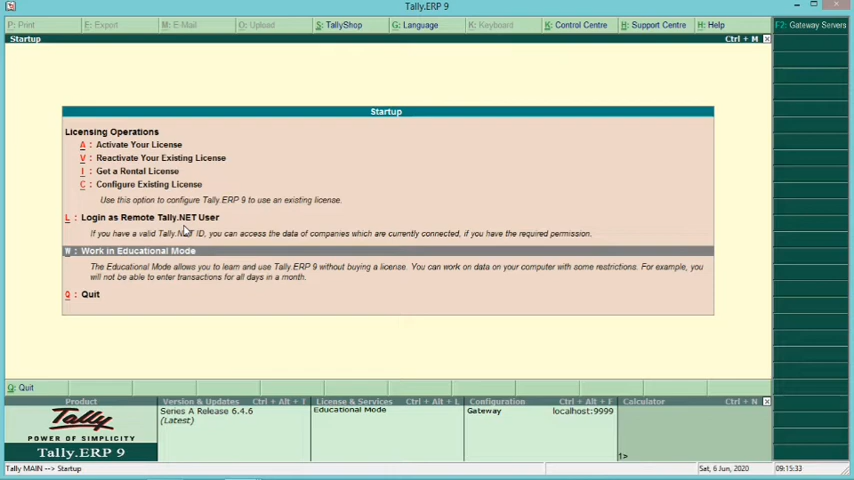 Tally.ERP 9
P: Print
E: Export
M: E-Mail
O: Upload
S: TallyShop
G: Language
K: Keyboard
K: Control Centre
H: Support Centre
H: Help
F2: Gateway Servers
Startup
Ctrl + M
Startup
Licensing Operations
A : Activate Your License
V : Reactivate Your Existing License
I : Get a Rental License
C : Configure Existing License
Use this option to configure Tally.ERP 9 to use an existing license.
L : Login as Remote Tally.NET User
If you have a valid Tally.NET ID, you can access the data of companies which are currently connected, if you have the required permission.
W : Work in Educational Mode
The Educational Mode allows you to learn and use Tally.ERP 9 without buying a license. You can work on data on your computer with some restrictions. For example, you
will not be able to enter transactions for all days in a month.
Q : Quit
Q: Quit
Product
Version & Updates Ctrl + Alt + T
License & Services Ctrl + Alt + L
Configuration Ctrl + Alt + F
Calculator Ctrl + N
Series A Release 6.4.6
(Latest)
Educational Mode
Gateway localhost:9999
Tally
POWER OF SIMPLICITY
Tally.ERP 9
1>
Tally MAIN --> Startup
Sat, 6 Jun, 2020
09:15:33